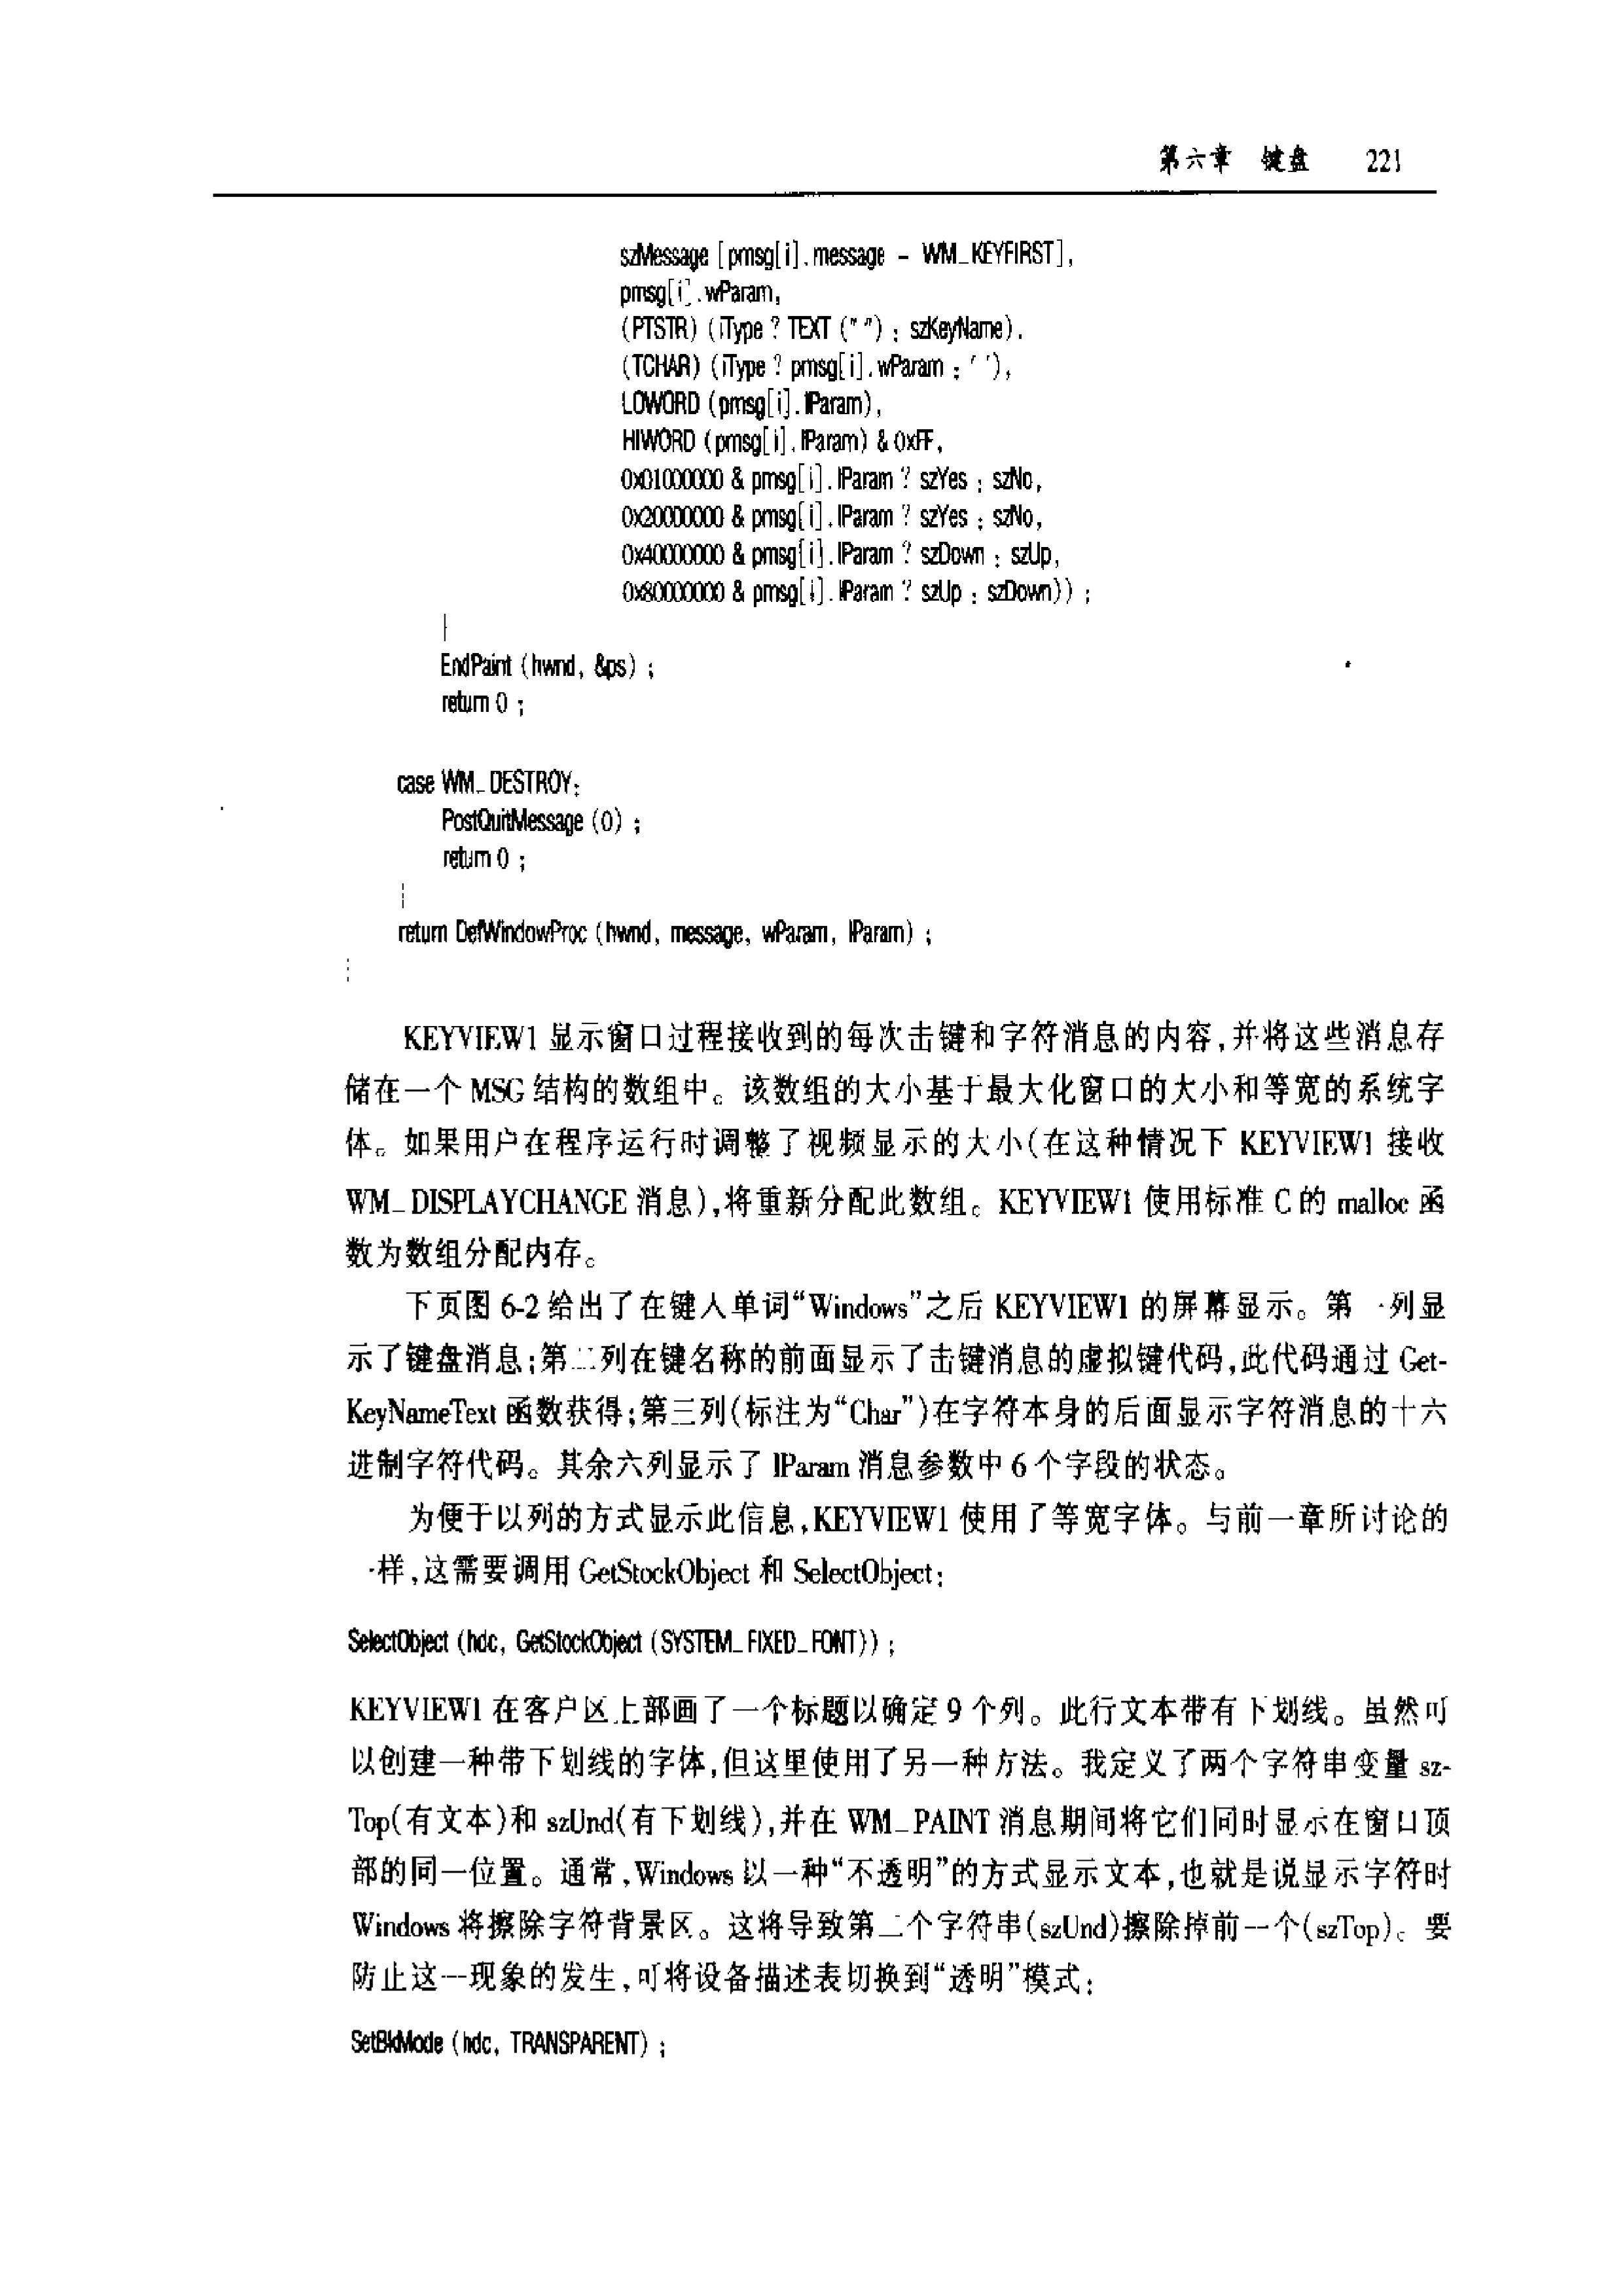 第六章 键盘 221
szMessage [pmsg[i].message - WM_KEYFIRST],
pmsg[i].wParam,
(PTSTR) (iType ? TEXT (" ") : szKeyName),
(TCHAR) (iType ? pmsg[i].wParam : ' '),
LOWORD (pmsg[i].lParam),
HIWORD (pmsg[i].lParam) & 0xFF,
0x01000000 & pmsg[i].lParam ? szYes : szNo,
0x20000000 & pmsg[i].lParam ? szYes : szNo,
0x40000000 & pmsg[i].lParam ? szDown : szUp,
0x80000000 & pmsg[i].lParam ? szUp : szDown)) ;
}
EndPaint (hwnd, &ps) ;
return 0 ;
case WM_DESTROY:
PostQuitMessage (0) ;
return 0 ;
}
return DefWindowProc (hwnd, message, wParam, lParam) ;
}
KEYVIEW1 显示窗口过程接收到的每次击键和字符消息的内容,并将这些消息存
储在一个 MSG 结构的数组中。该数组的大小基于最大化窗口的大小和等宽的系统字
体。如果用户在程序运行时调整了视频显示的大小(在这种情况下 KEYVIEW1 接收
WM_DISPLAYCHANGE 消息),将重新分配此数组。KEYVIEW1 使用标准 C 的 malloc 函
数为数组分配内存。
下页图 6-2 给出了在键入单词“Windows”之后 KEYVIEW1 的屏幕显示。第一列显
示了键盘消息;第二列在键名称的前面显示了击键消息的虚拟键代码,此代码通过 Get-
KeyNameText 函数获得;第三列(标注为“Char”)在字符本身的后面显示字符消息的十六
进制字符代码。其余六列显示了 lParam 消息参数中 6 个字段的状态。
为便于以列的方式显示此信息,KEYVIEW1 使用了等宽字体。与前一章所讨论的
一样,这需要调用 GetStockObject 和 SelectObject:
SelectObject (hdc, GetStockObject (SYSTEM_FIXED_FONT)) ;
KEYVIEW1 在客户区上部画了一个标题以确定 9 个列。此行文本带有下划线。虽然可
以创建一种带下划线的字体,但这里使用了另一种方法。我定义了两个字符串变量 sz-
Top(有文本)和 szUnd(有下划线),并在 WM_PAINT 消息期间将它们同时显示在窗口顶
部的同一位置。通常,Windows 以一种“不透明”的方式显示文本,也就是说显示字符时
Windows 将擦除字符背景区。这将导致第二个字符串(szUnd)擦除掉前一个(szTop)。要
防止这一现象的发生,可将设备描述表切换到“透明”模式:
SetBkMode (hdc, TRANSPARENT) ;